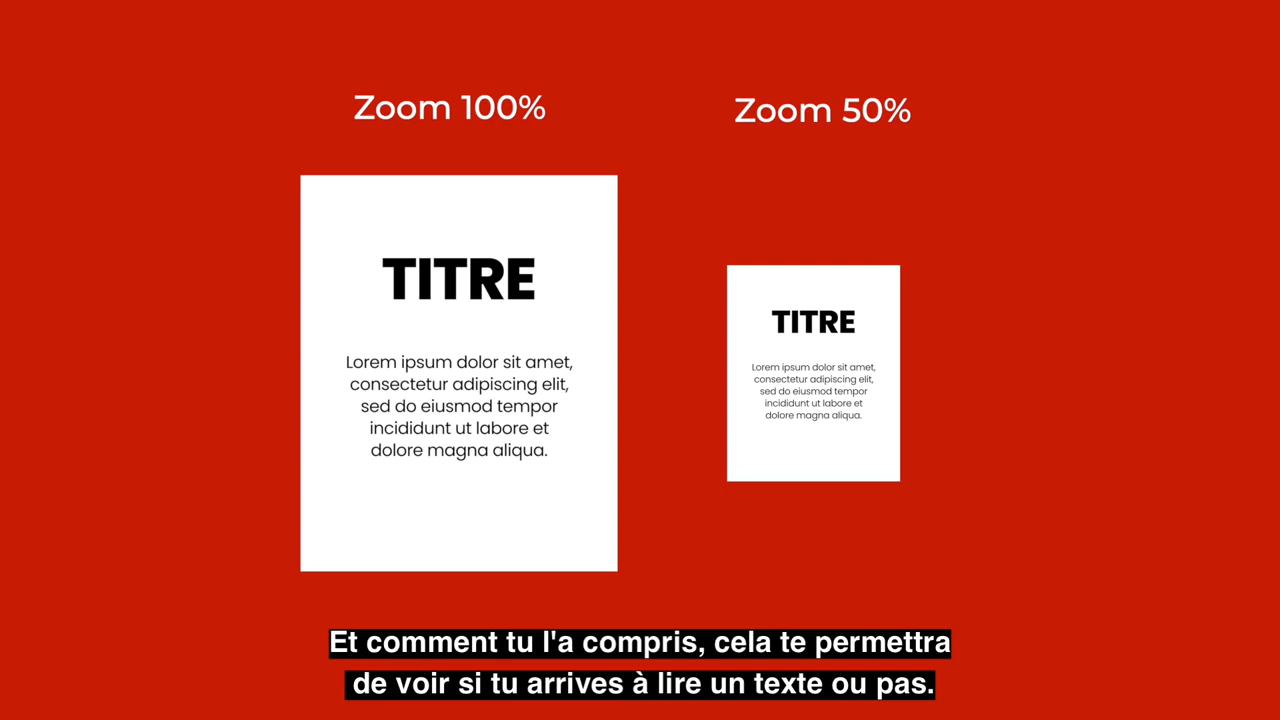 Zoom 100%
Zoom 50%
TITRE
Lorem ipsum dolor sit amet,
consectetur adipiscing elit,
sed do eiusmod tempor
incididunt ut labore et
dolore magna aliqua.
TITRE
Lorem ipsum dolor sit amet,
consectetur adipiscing elit,
sed do eiusmod tempor
incididunt ut labore et
dolore magna aliqua.
Et comment tu l'a compris, cela te permettra
de voir si tu arrives à lire un texte ou pas.